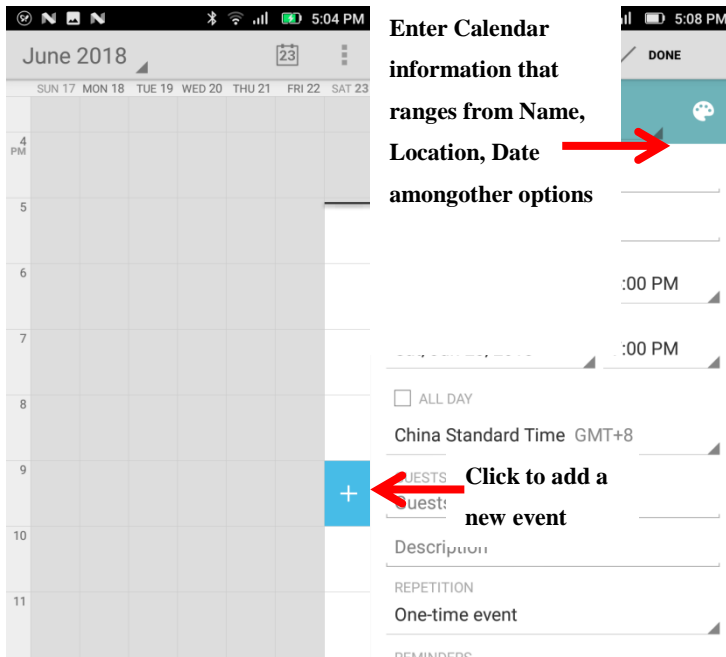 5:04 PM
June 2018
23
SUN 17 MON 18 TUE 19 WED 20 THU 21 FRI 22 SAT 23
4
PM
5
6
7
8
9
10
11
Enter Calendar
information that
ranges from Name,
Location, Date
amongother options
5:08 PM
DONE
:00 PM
:00 PM
ALL DAY
China Standard Time GMT+8
Click to add a
new event
Description
REPETITION
One-time event
REMINDERS